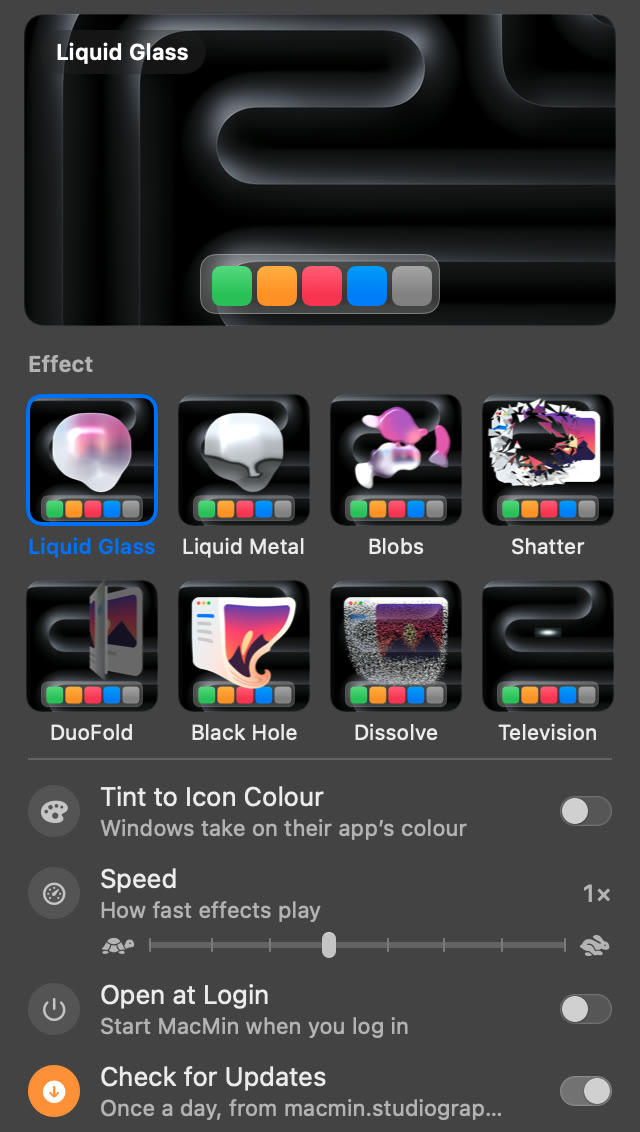 Liquid Glass
Effect
Liquid Glass
Liquid Metal
Blobs
Shatter
DuoFold
Black Hole
Dissolve
Television
Tint to Icon Colour
Windows take on their app’s colour
Speed
1×
How fast effects play
Open at Login
Start MacMin when you log in
Check for Updates
Once a day, from macmin.studiograp...